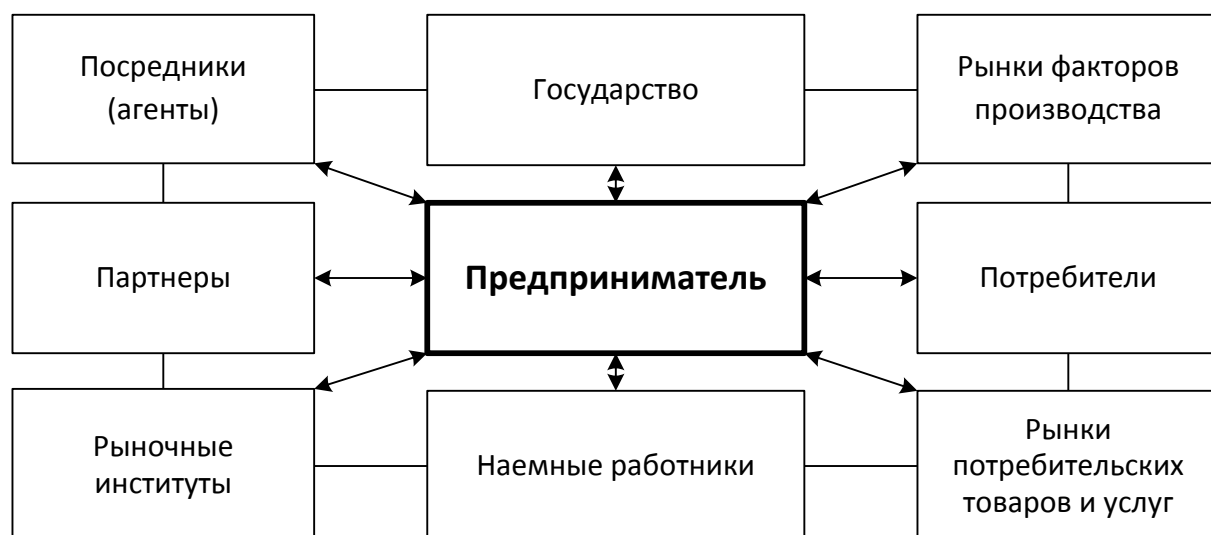 Посредники
(агенты)
Государство
Рынки факторов
производства
Партнеры
Предприниматель
Потребители
Рыночные
институты
Наемные работники
Рынки
потребительских
товаров и услуг